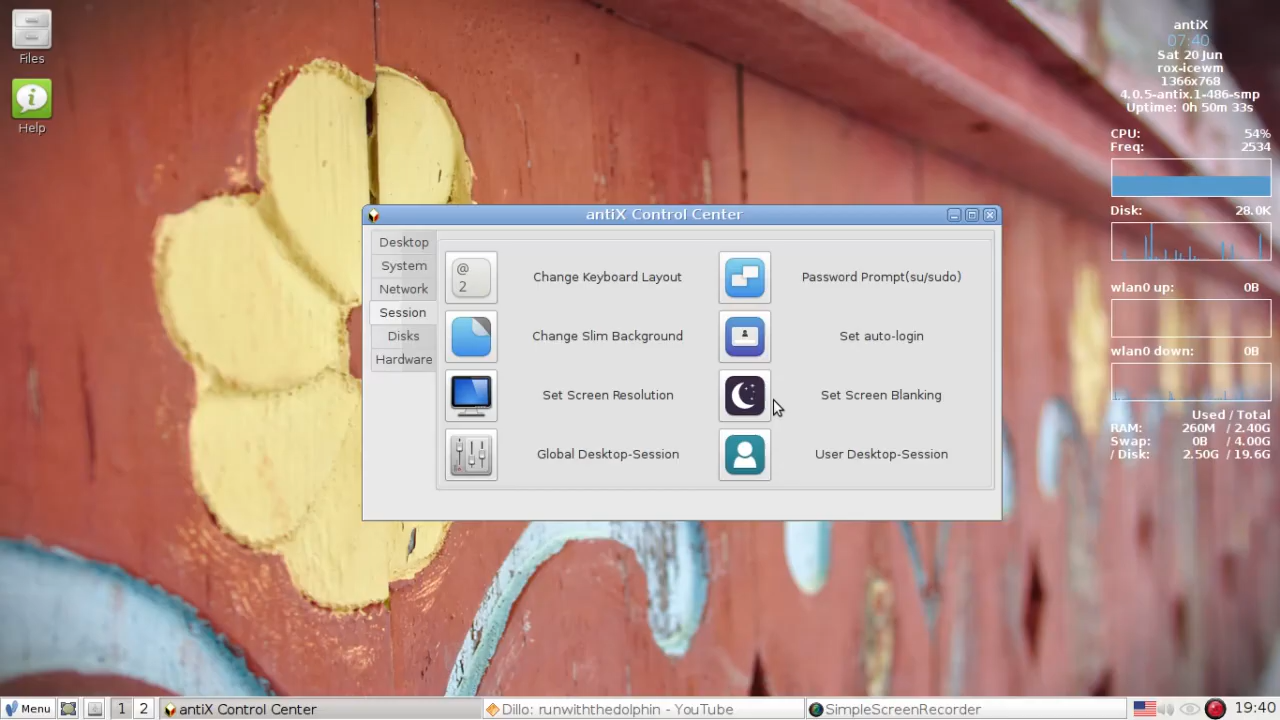 Files
Help
antiX
07:40
Sat 20 Jun
rox-icewm
1366x768
4.0.5-antix.1-486-smp
Uptime: 0h 50m 33s
CPU: 54%
Freq: 2534
Disk: 28.0K
wlan0 up: 0B
wlan0 down: 0B
Used / Total
RAM: 260M / 2.40G
Swap: 0B / 4.00G
/ Disk: 2.50G / 19.6G
antiX Control Center
Desktop
System
Network
Session
Disks
Hardware
@
2
Change Keyboard Layout
Password Prompt(su/sudo)
Change Slim Background
Set auto-login
Set Screen Resolution
Set Screen Blanking
Global Desktop-Session
User Desktop-Session
Menu
1
2
antiX Control Center
Dillo: runwiththedolphin - YouTube
SimpleScreenRecorder
19:40